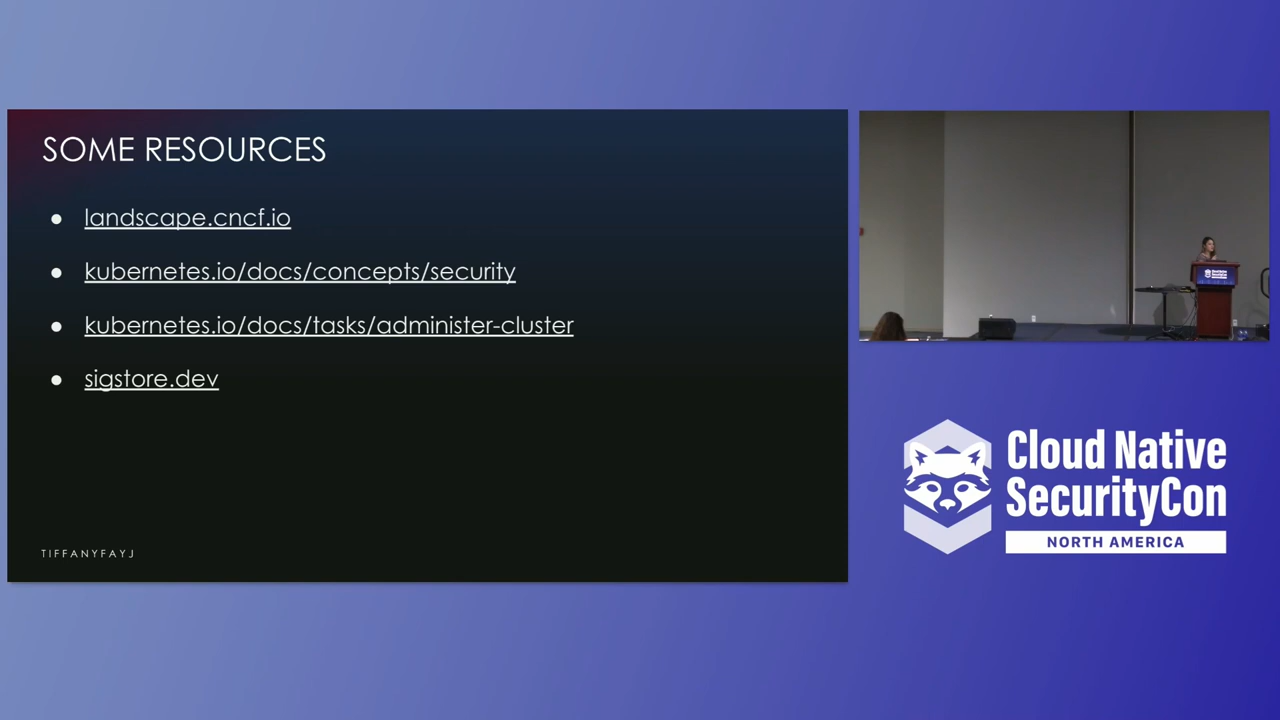 SOME RESOURCES
● landscape.cncf.io
● kubernetes.io/docs/concepts/security
● kubernetes.io/docs/tasks/administer-cluster
● sigstore.dev
TIFFANYFAYJ
Cloud Native
SecurityCon
NORTH AMERICA